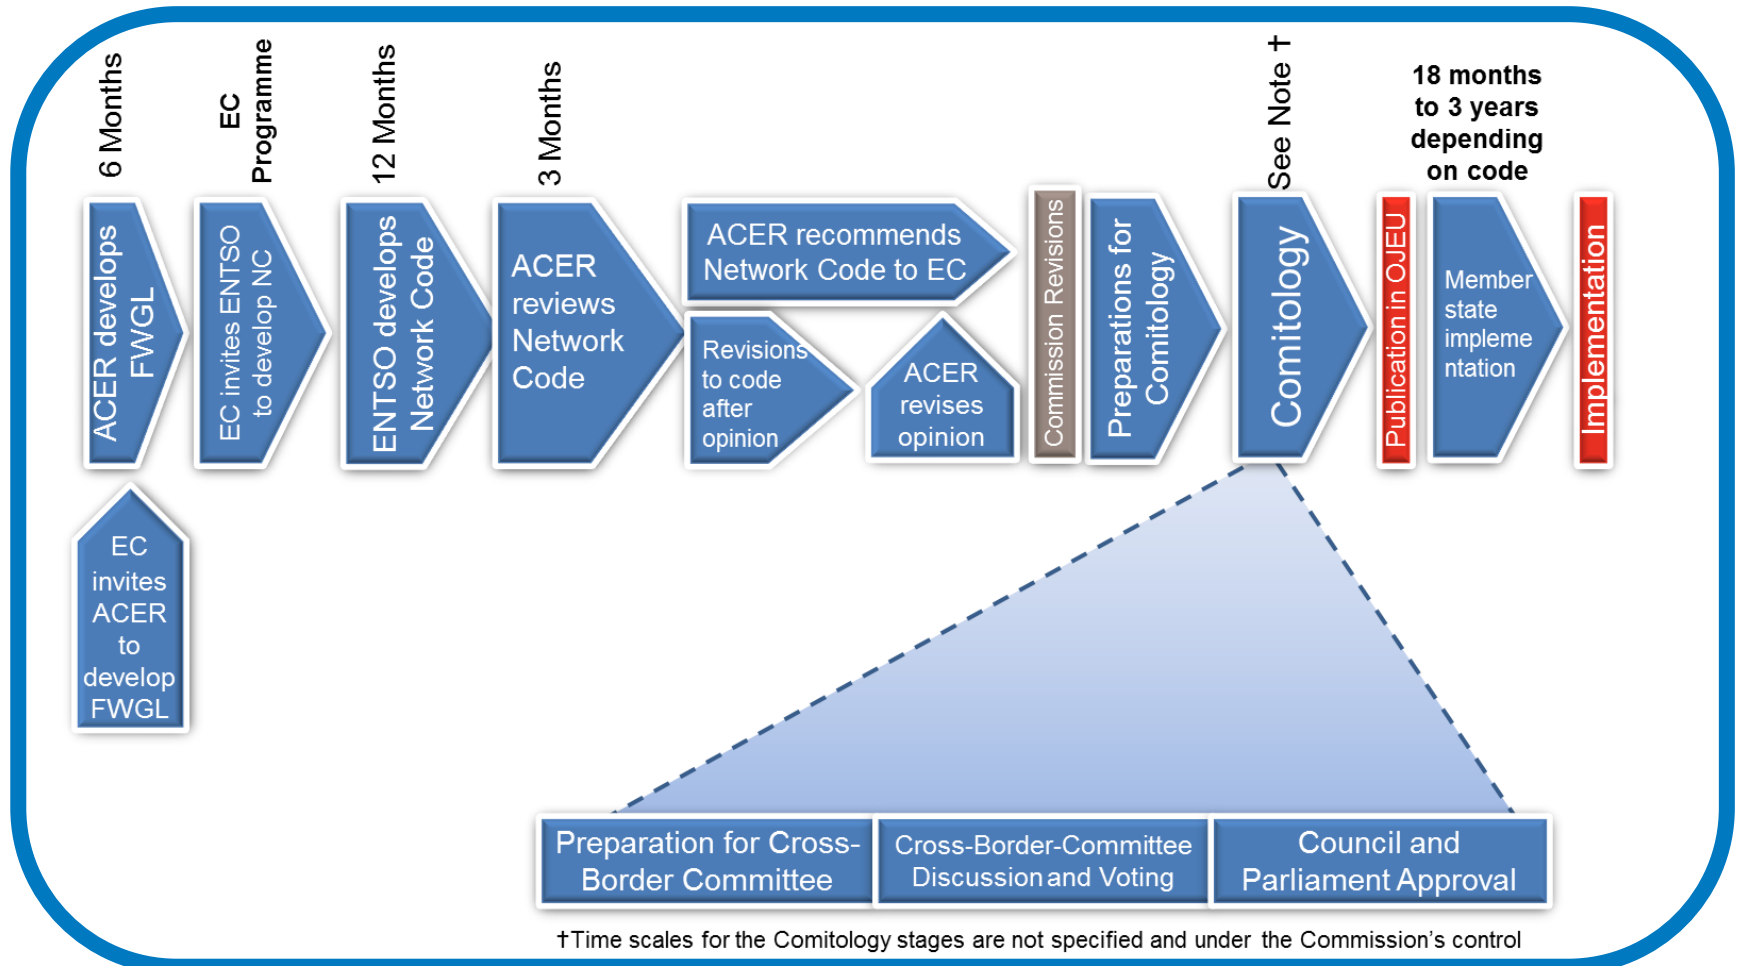 6 Months
EC
Programme
12 Months
3 Months
See Note †
18 months
to 3 years
depending
on code
ACER develops
FWGL
EC invites ENTSO
to develop NC
ENTSO develops
Network Code
ACER
reviews
Network
Code
ACER recommends
Network Code to EC
Revisions
to code
after
opinion
ACER
revises
opinion
Commission Revisions
Preparations for
Comitology
Comitology
Publication in OJEU
Member
state
impleme
ntation
Implementation
EC
invites
ACER
to
develop
FWGL
Preparation for Cross-
Border Committee
Cross-Border-Committee
Discussion and Voting
Council and
Parliament Approval
†Time scales for the Comitology stages are not specified and under the Commission's control